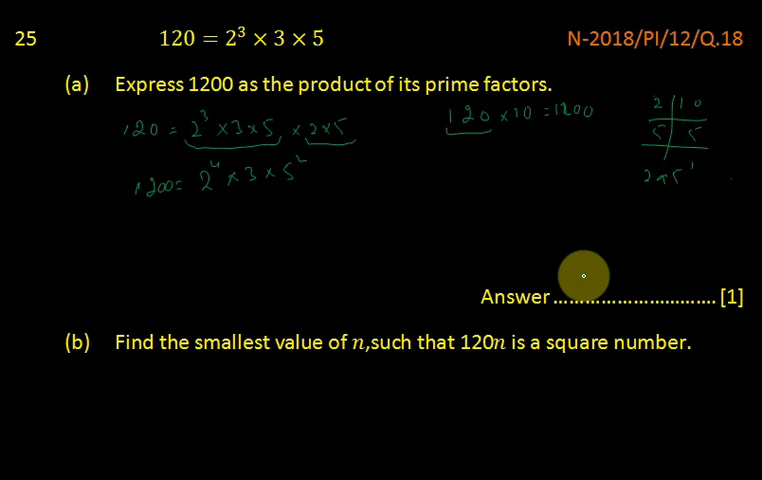 25 120 = 2³ × 3 × 5 N-2018/PI/12/Q.18
(a) Express 1200 as the product of its prime factors.
120 = 2³ × 3 × 5, × 2 × 5
120 × 10 = 1200
1200 = 2⁴ × 3 × 5²
2 | 10
5 | 5
2 × 5
Answer................................ [1]
(b) Find the smallest value of n,such that 120n is a square number.